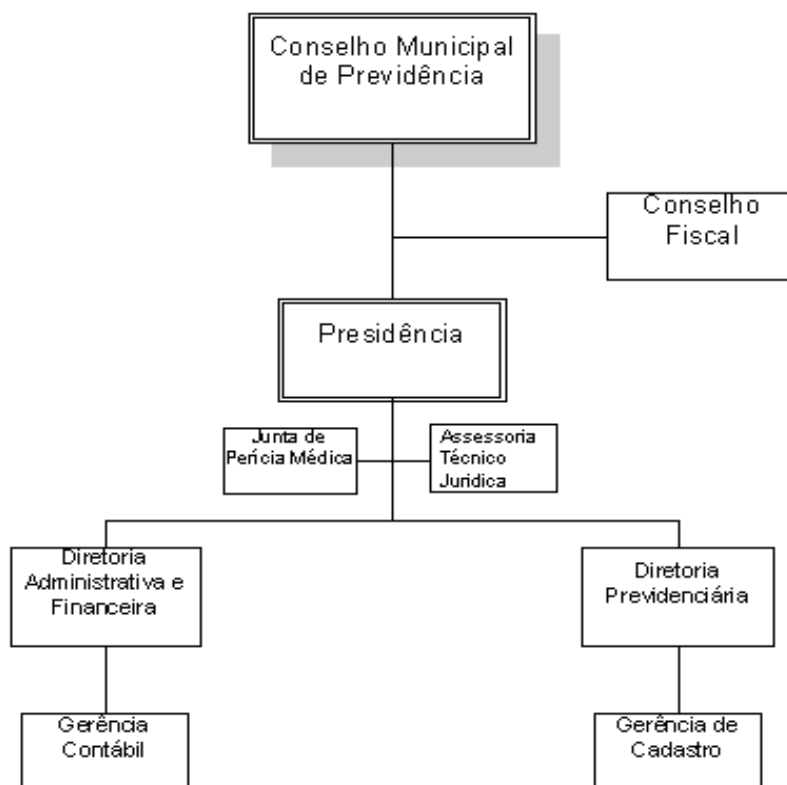 Conselho Municipal
de Previdência
Conselho
Fiscal
Presidência
Junta de
Perícia Médica
Assessoria
Técnico
Juridica
Diretoria
Administrativa e
Financeira
Diretoria
Previdenciária
Gerência
Contábil
Gerência de
Cadastro